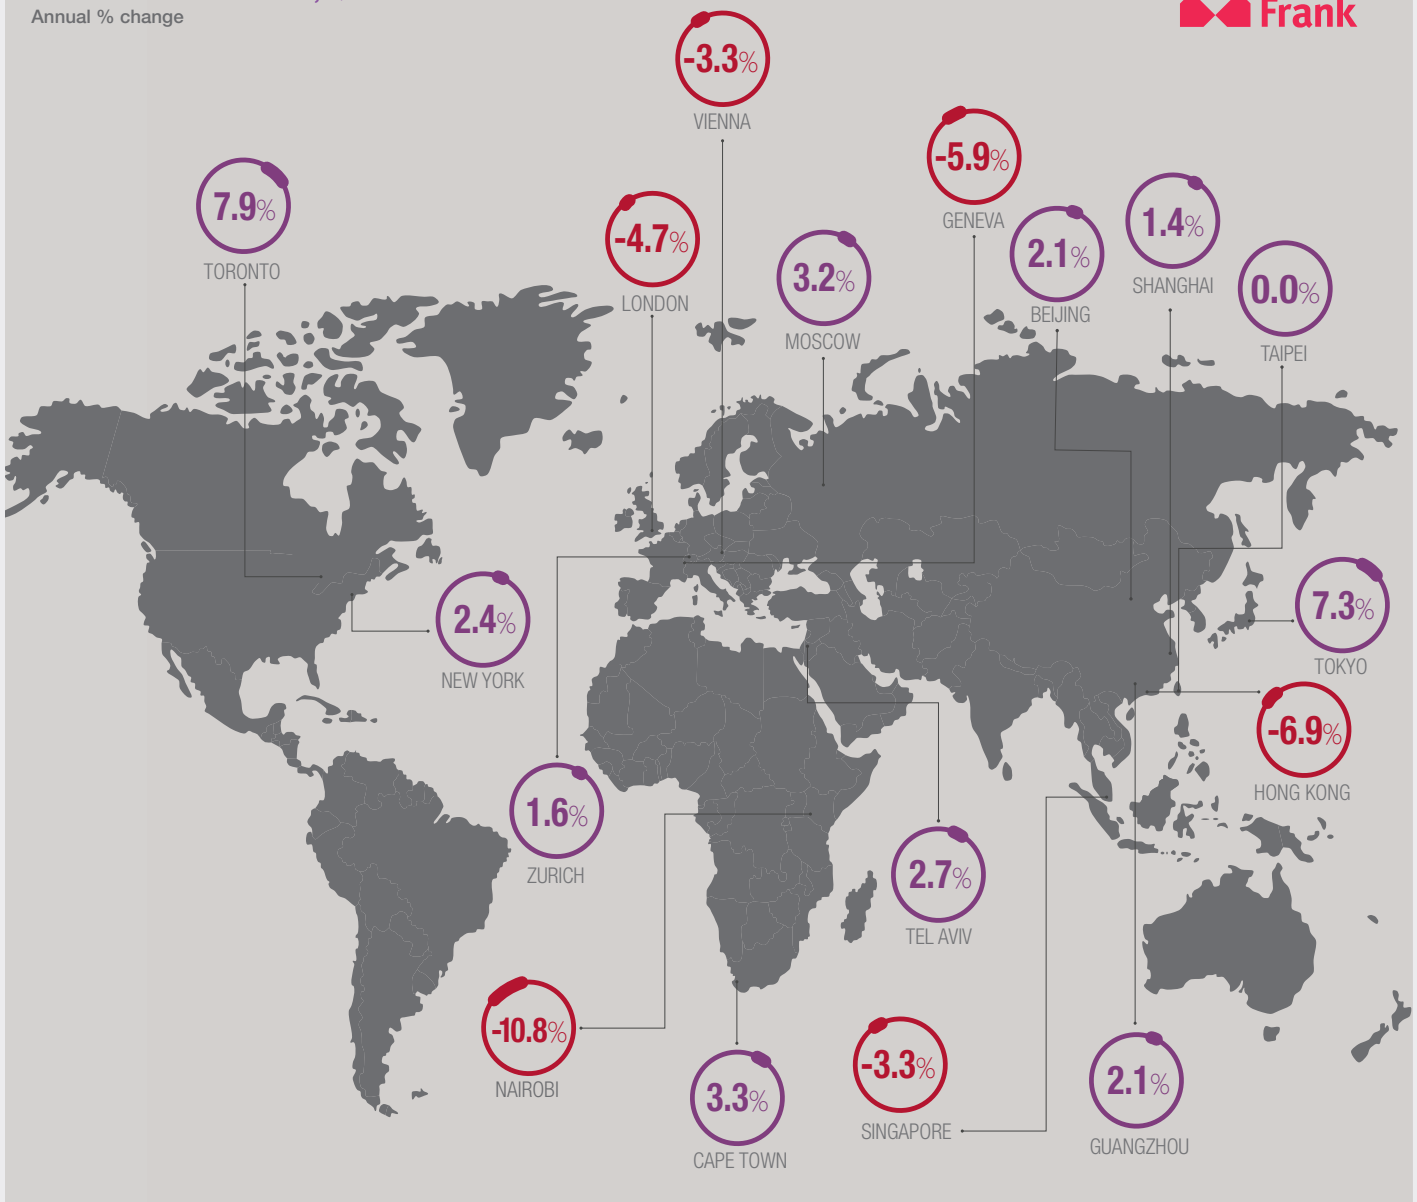 Annual % change
Frank
-3.3%
VIENNA
-5.9%
GENEVA
7.9%
TORONTO
-4.7%
LONDON
3.2%
MOSCOW
2.1%
BEIJING
1.4%
SHANGHAI
0.0%
TAIPEI
2.4%
NEW YORK
7.3%
TOKYO
-6.9%
HONG KONG
1.6%
ZURICH
2.7%
TEL AVIV
-10.8%
NAIROBI
3.3%
CAPE TOWN
-3.3%
SINGAPORE
2.1%
GUANGZHOU